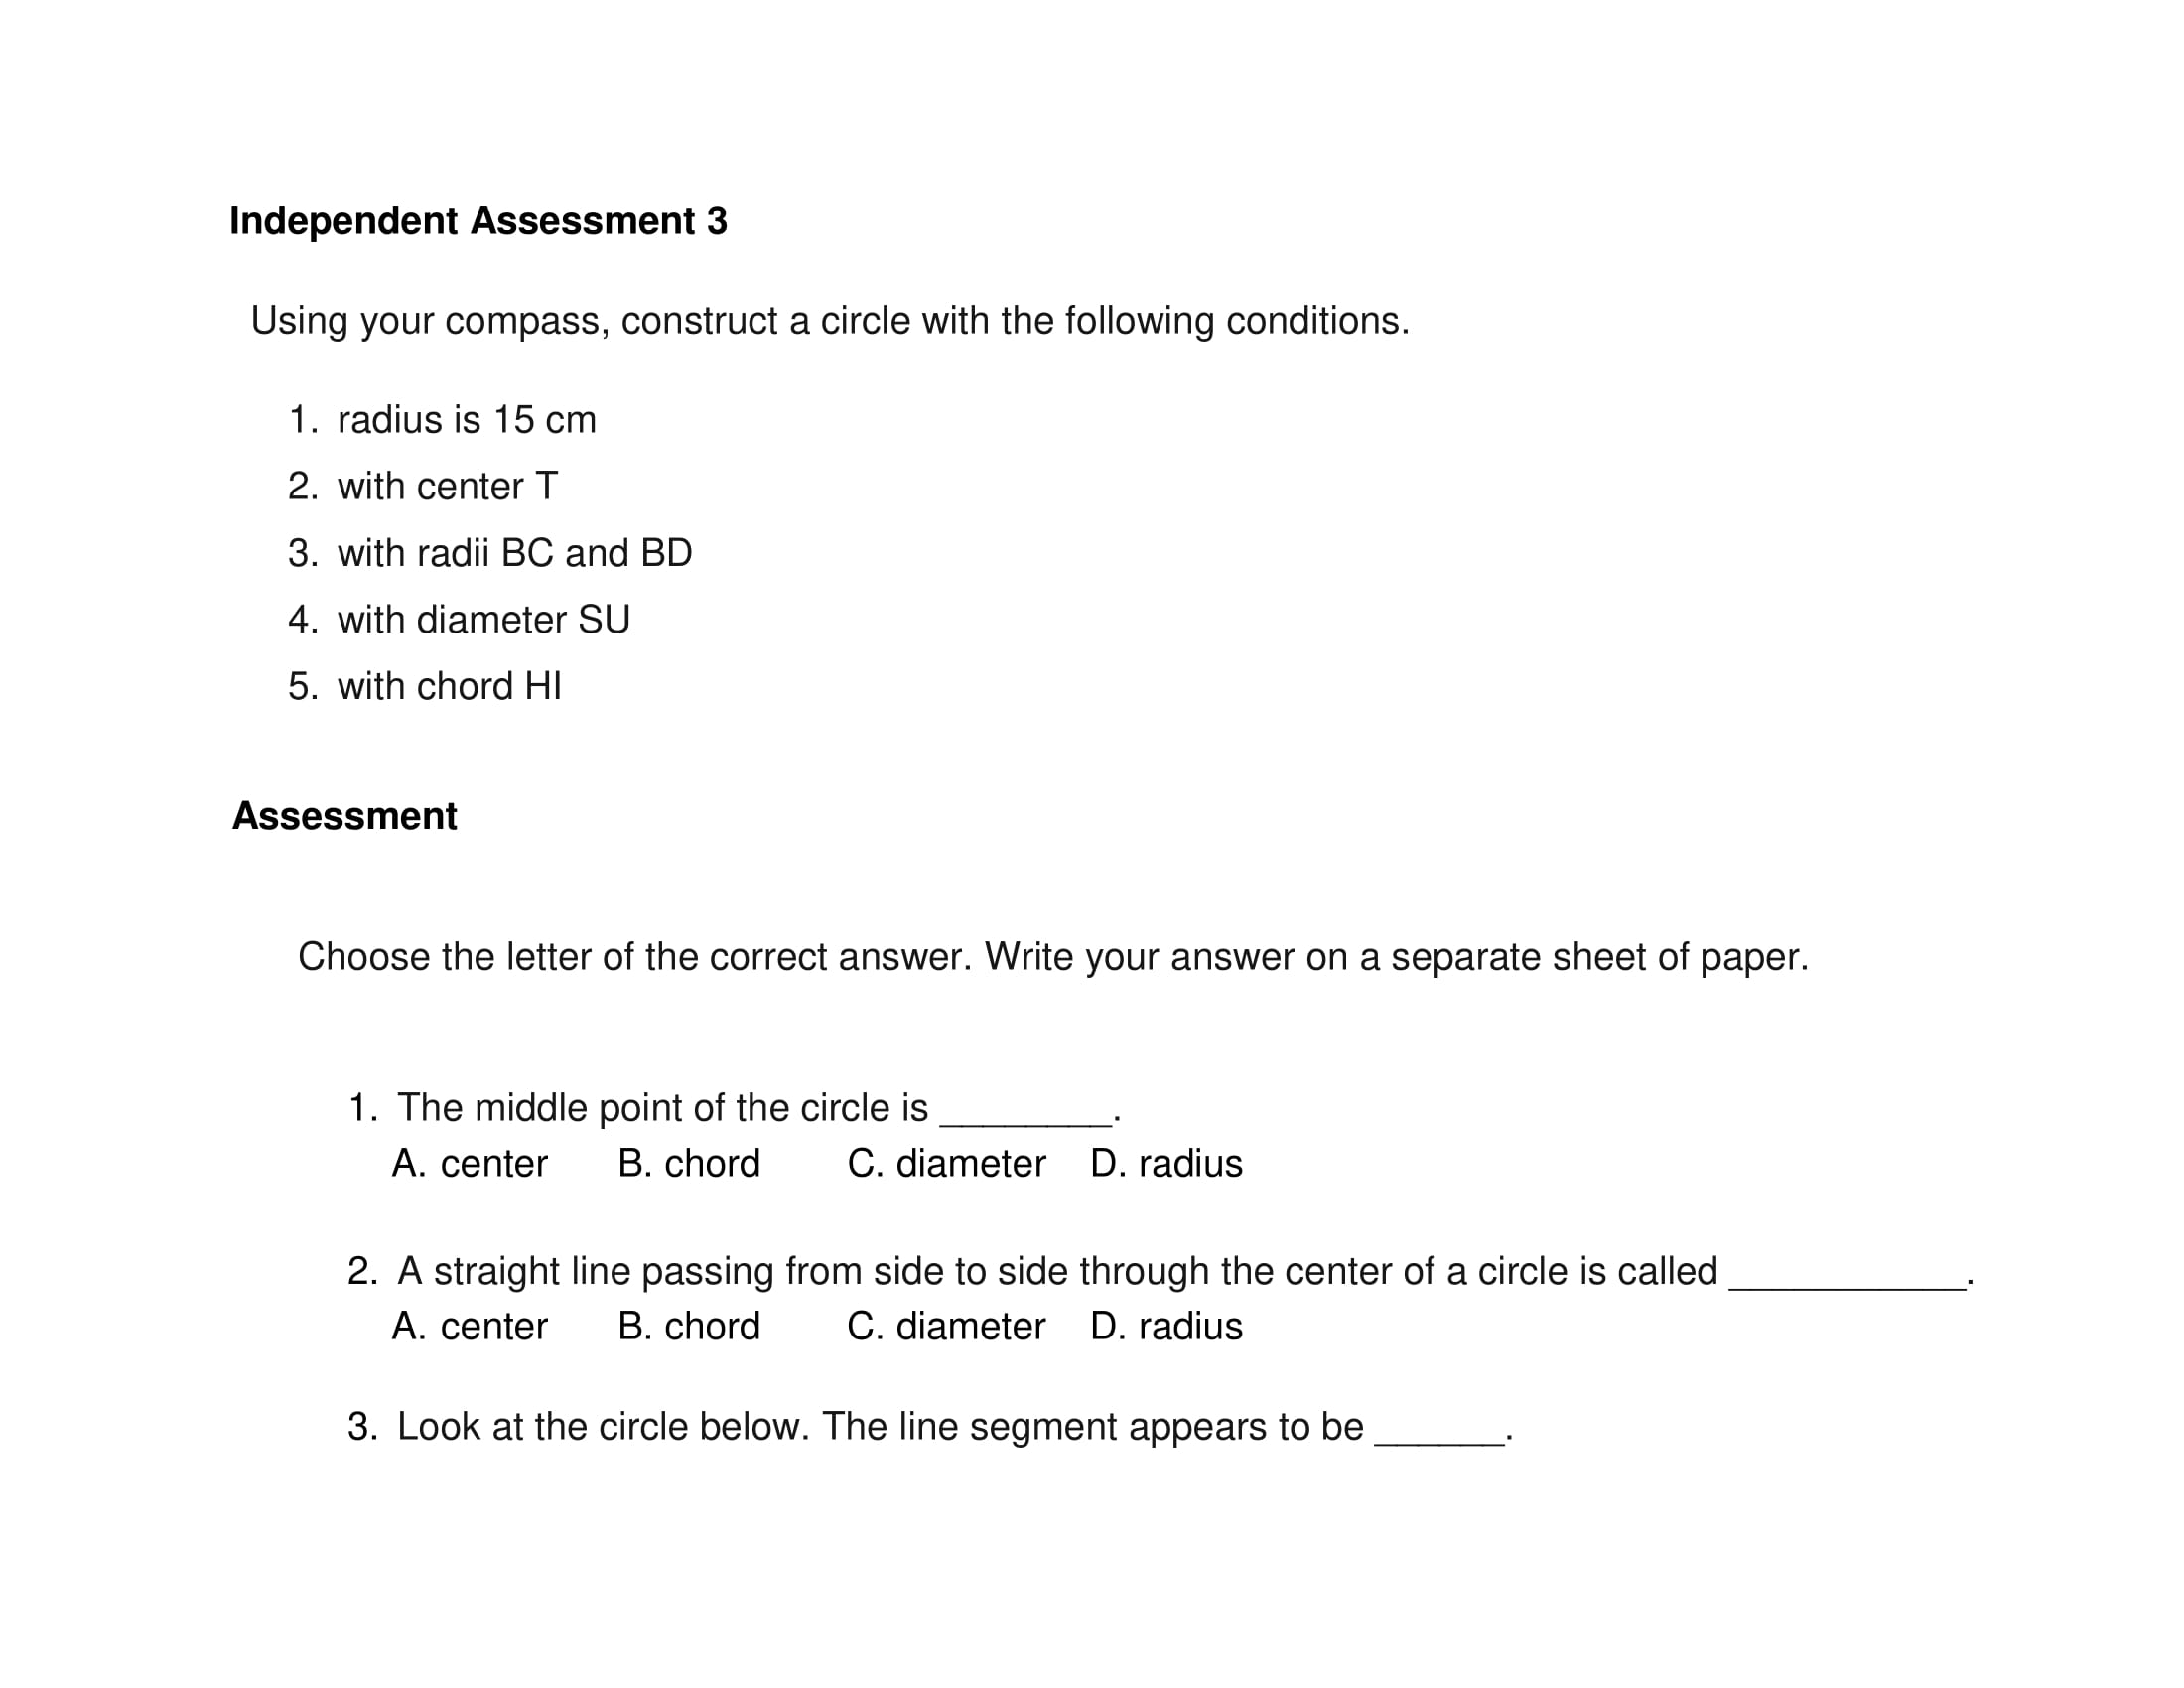 Independent Assessment 3
Using your compass, construct a circle with the following conditions.
1. radius is 15 cm
2. with center T
3. with radii BC and BD
4. with diameter SU
5. with chord HI
Assessment
Choose the letter of the correct answer. Write your answer on a separate sheet of paper.
1. The middle point of the circle is ________.
A. center B. chord C. diameter D. radius
2. A straight line passing from side to side through the center of a circle is called ___________.
A. center B. chord C. diameter D. radius
3. Look at the circle below. The line segment appears to be ______.